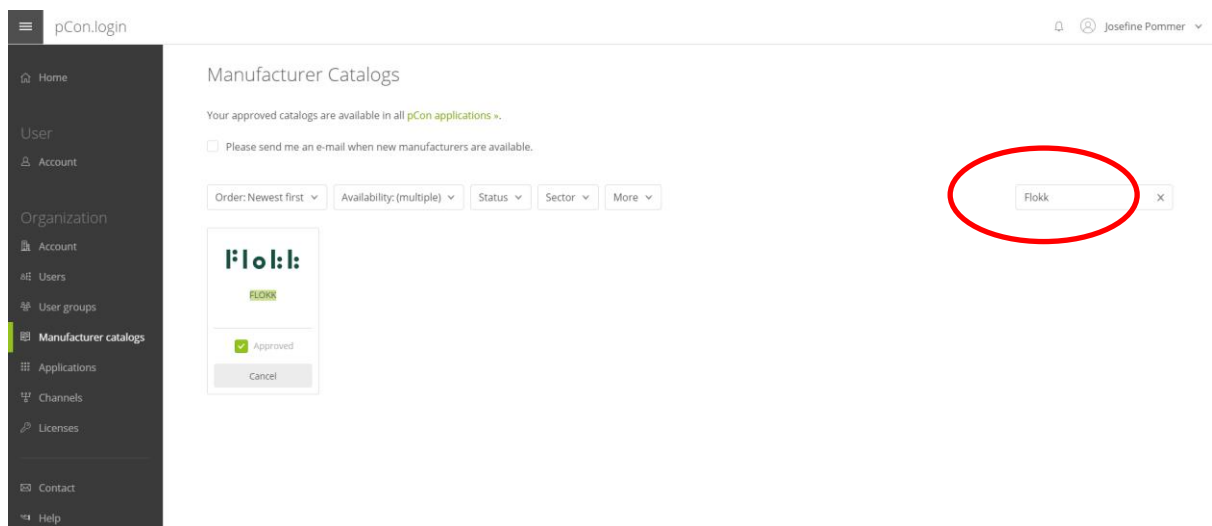 pCon.login
Josefine Pommer
Home
User
Account
Organization
Account
Users
User groups
Manufacturer catalogs
Applications
Channels
Licenses
Contact
Help
Manufacturer Catalogs
Your approved catalogs are available in all pCon applications ».
Please send me an e-mail when new manufacturers are available.
Order: Newest first
Availability: (multiple)
Status
Sector
More
Flokk
Flokk
FLOKK
Approved
Cancel